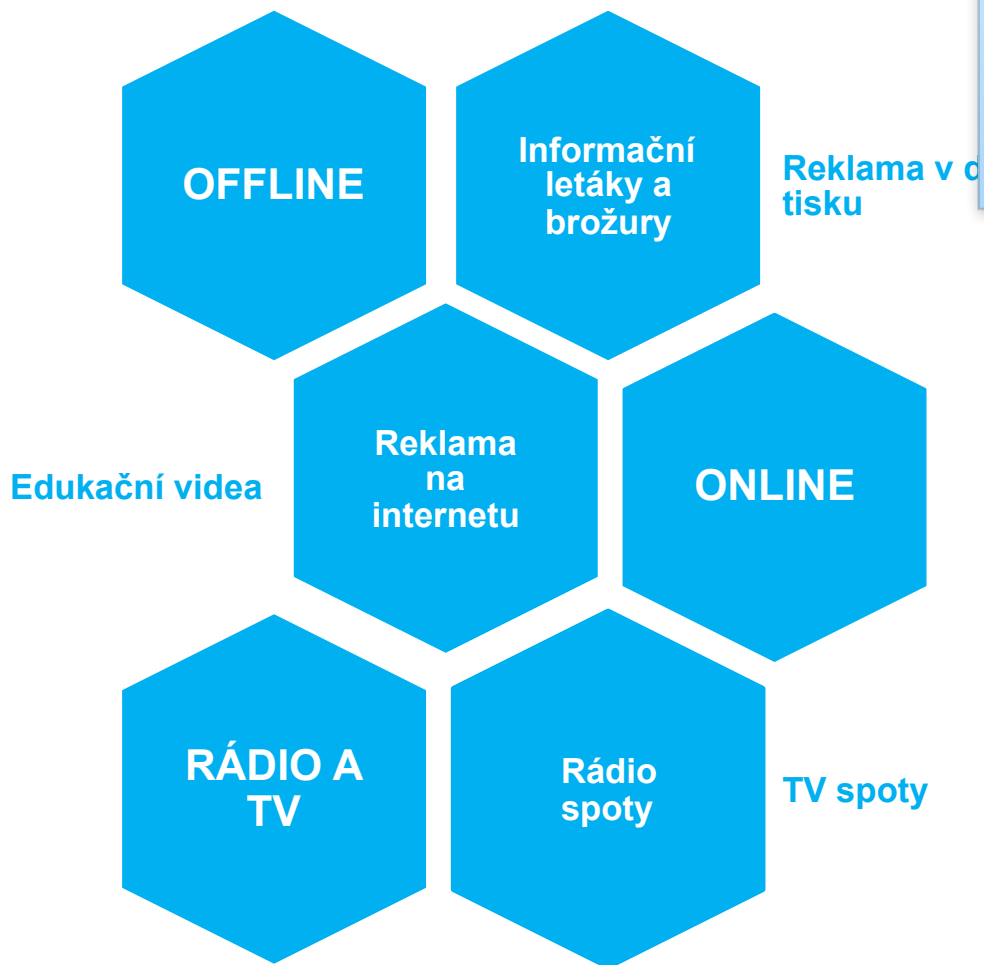 OFFLINE
Informační
letáky a
brožury
Reklama v
tisku
Edukační videa
Reklama
na
internetu
ONLINE
RÁDIO A
TV
Rádio
spoty
TV spoty